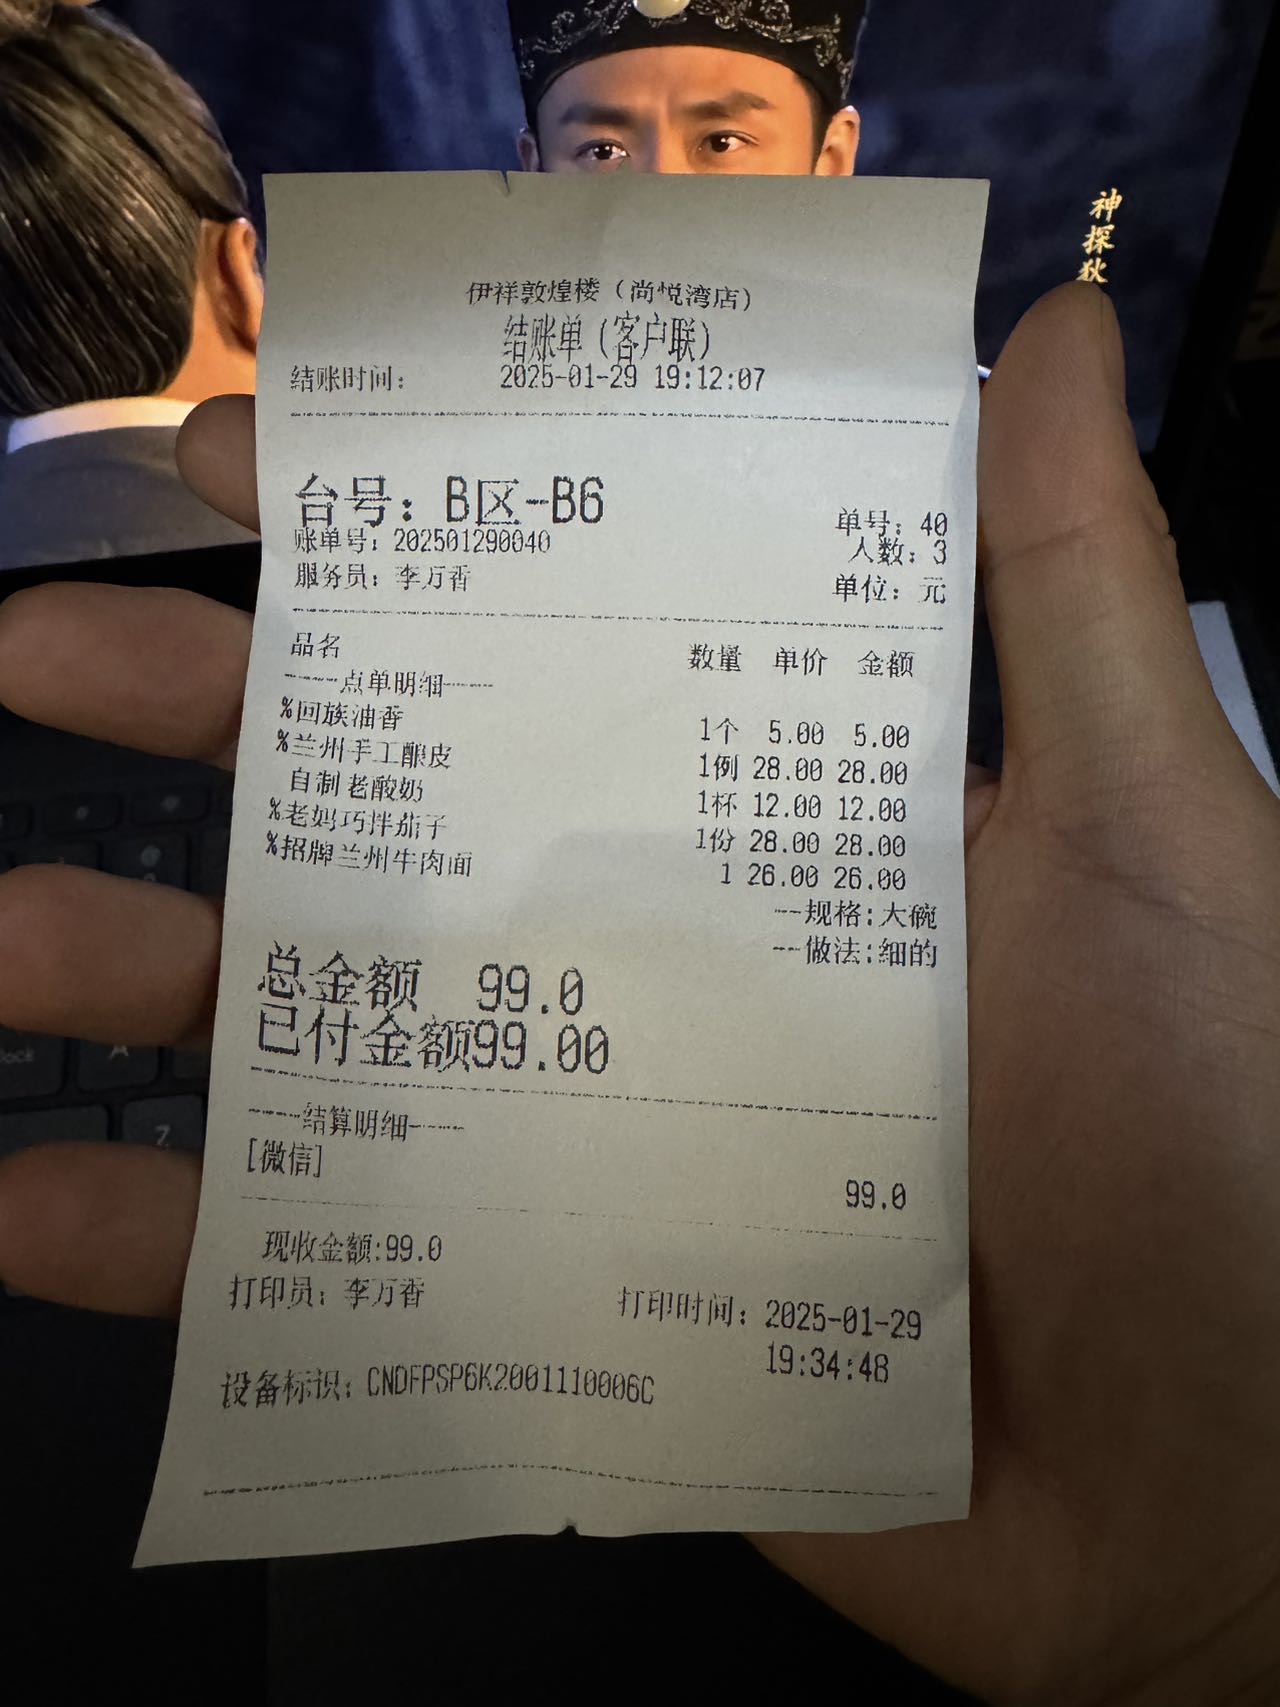 神探狄
伊祥敦煌楼（尚悦湾店）
结账单（客户联）
结账时间： 2025-01-29 19:12:07
台号：B区-B6
单号：40
账单号：202501290040
人数：3
服务员：李万香
单位：元
品名 数量 单价 金额
-----点单明细-----
%回族油香 1个 5.00 5.00
%兰州手工酿皮 1例 28.00 28.00
自制老酸奶 1杯 12.00 12.00
%老妈巧拌茄子 1份 28.00 28.00
%招牌兰州牛肉面 1 26.00 26.00
--规格:大碗
--做法:细的
总金额 99.0
已付金额99.00
-----结算明细-----
[微信] 99.0
现收金额:99.0
打印员：李万香 打印时间：2025-01-29
19:34:48
设备标识：CNDFPSP6K2001110006C
A
Z